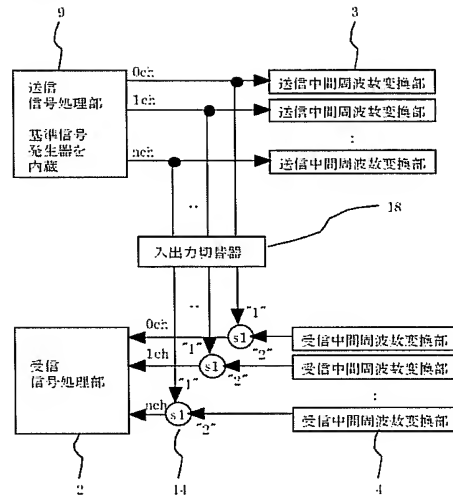 9
3
送信
信号処理部
基準信号
発生器を
内蔵
0ch
送信中間周波数変換部
1ch
送信中間周波数変換部
:
nch
送信中間周波数変換部
..
18
入出力切替器
..
受信
信号処理部
0ch
"1"
s1
"2"
受信中間周波数変換部
1ch
"1"
s1
"2"
受信中間周波数変換部
:
nch
"1"
s1
"2"
受信中間周波数変換部
2
14
4